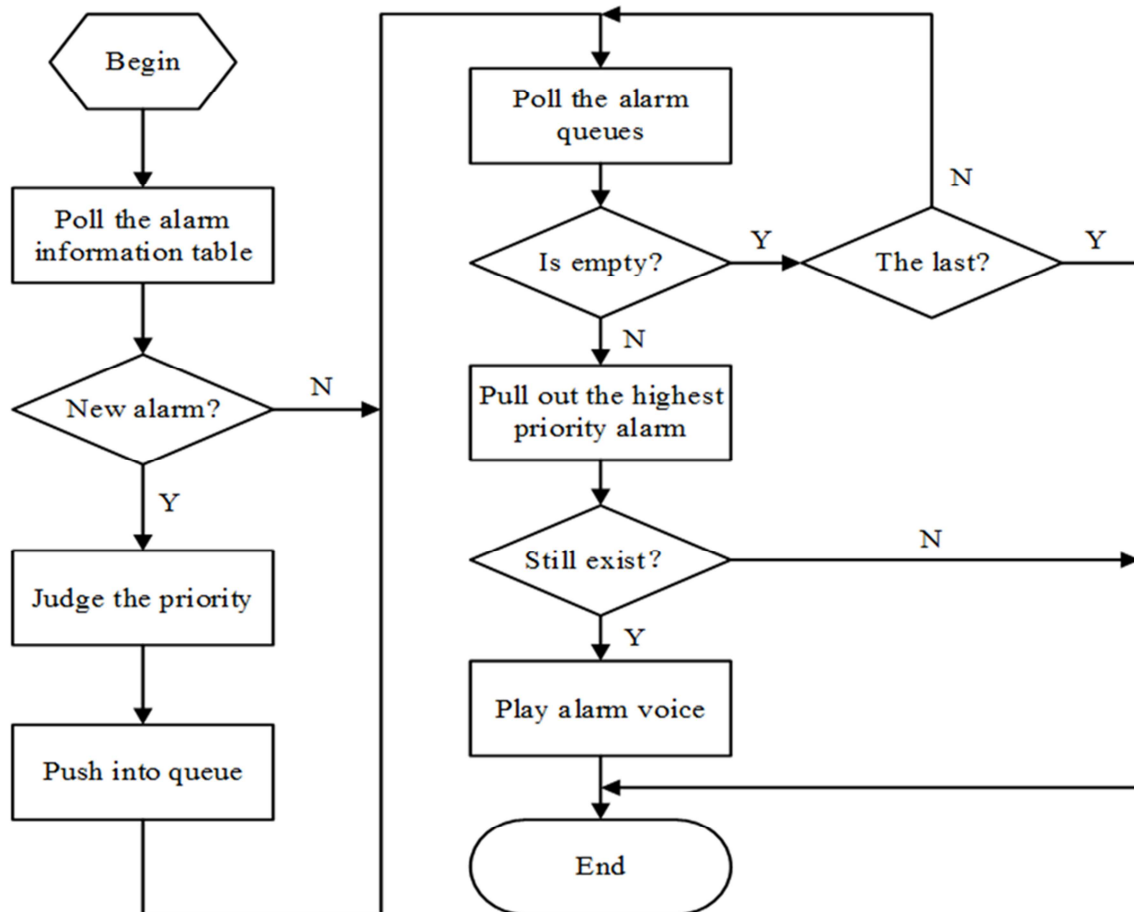 Begin
Poll the alarm
information table
New alarm?
N
Y
Judge the priority
Push into queue
Poll the alarm
queues
Is empty?
Y
The last?
N
Y
N
Pull out the highest
priority alarm
Still exist?
N
Y
Play alarm voice
End